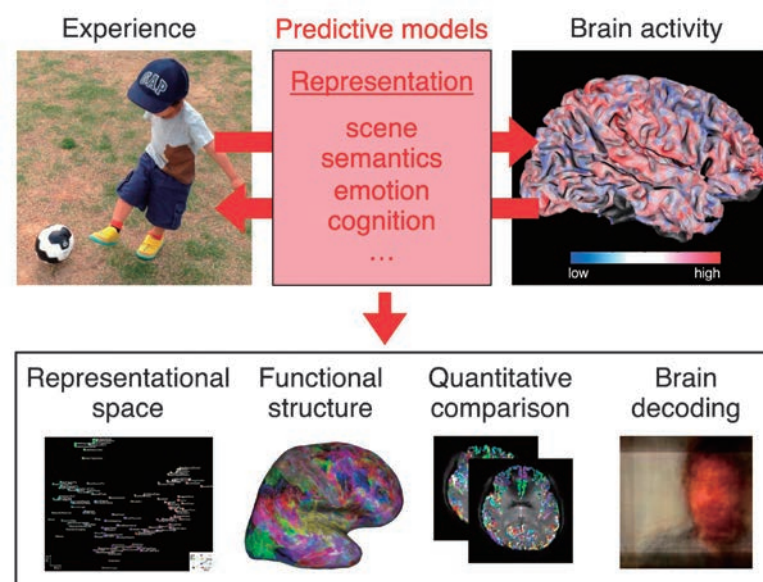 Experience
Predictive models
Brain activity
Representation
scene
semantics
emotion
cognition
...
GAP
low
high
Representational
space
Functional
structure
Quantitative
comparison
Brain
decoding